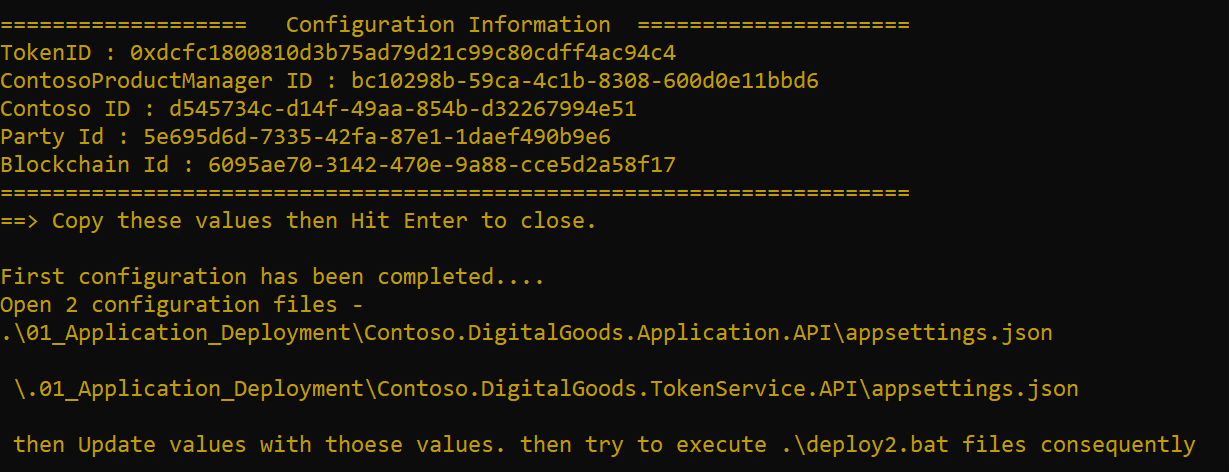 ===================   Configuration Information  =====================
TokenID : 0xdcfc1800810d3b75ad79d21c99c80cdff4ac94c4
ContosoProductManager ID : bc10298b-59ca-4c1b-8308-600d0e11bbd6
Contoso ID : d545734c-d14f-49aa-854b-d32267994e51
Party Id : 5e695d6d-7335-42fa-87e1-1daef490b9e6
Blockchain Id : 6095ae70-3142-470e-9a88-cce5d2a58f17
======================================================================
==> Copy these values then Hit Enter to close.
First configuration has been completed....
Open 2 configuration files -
.\01_Application_Deployment\Contoso.DigitalGoods.Application.API\appsettings.json
\.01_Application_Deployment\Contoso.DigitalGoods.TokenService.API\appsettings.json
then Update values with thoese values. then try to execute .\deploy2.bat files consequently